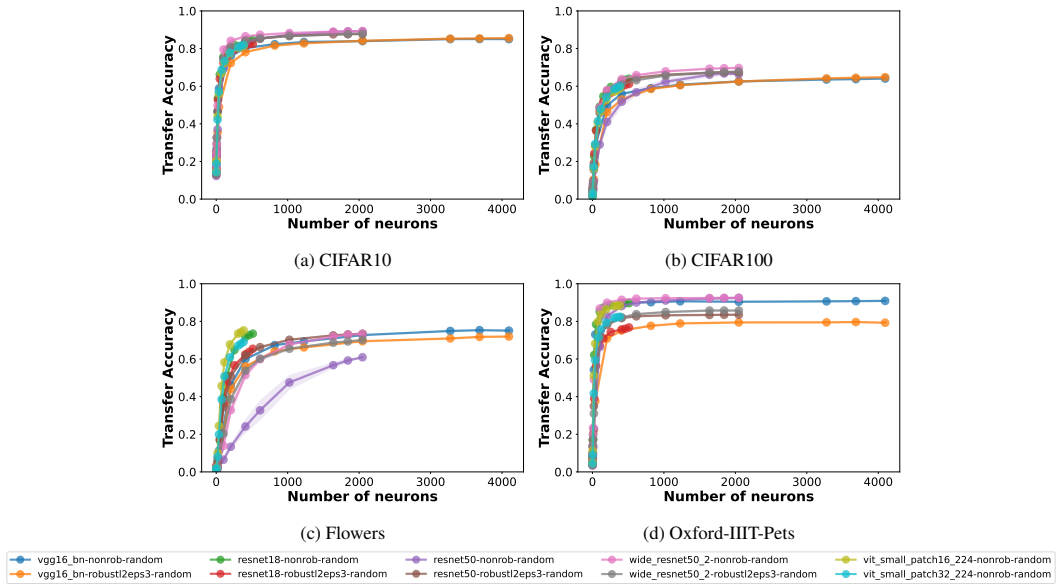 1.0
0.8
0.6
0.4
0.2
0.0
Transfer Accuracy
0 1000 2000 3000 4000
Number of neurons
(a) CIFAR10
1.0
0.8
0.6
0.4
0.2
0.0
Transfer Accuracy
0 1000 2000 3000 4000
Number of neurons
(b) CIFAR100
1.0
0.8
0.6
0.4
0.2
0.0
Transfer Accuracy
0 1000 2000 3000 4000
Number of neurons
(c) Flowers
1.0
0.8
0.6
0.4
0.2
0.0
Transfer Accuracy
0 1000 2000 3000 4000
Number of neurons
(d) Oxford-IIIT-Pets
vgg16_bn-nonrob-random resnet18-nonrob-random resnet50-nonrob-random wide_resnet50_2-nonrob-random vit_small_patch16_224-nonrob-random
vgg16_bn-robustl2eps3-random resnet18-robustl2eps3-random resnet50-robustl2eps3-random wide_resnet50_2-robustl2eps3-random vit_small_patch32_224-nonrob-random